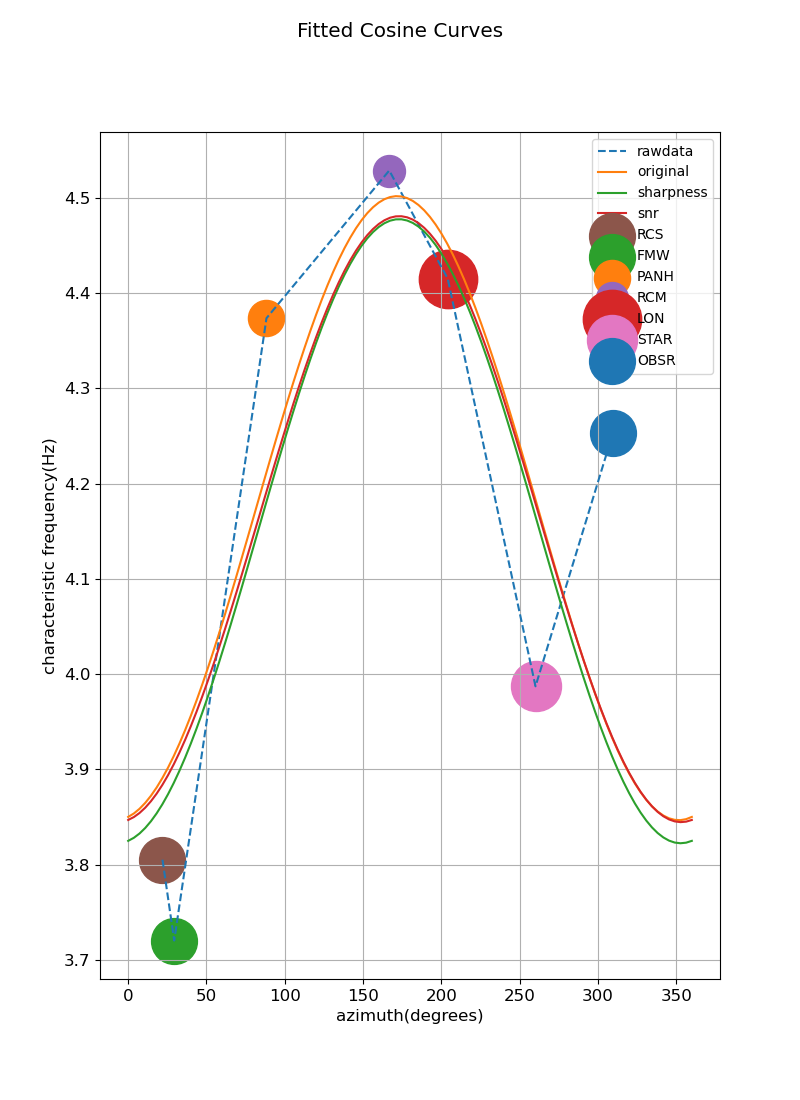 Fitted Cosine Curves
rawdata
original
sharpness
snr
RCS
FMW
PANH
RCM
LON
STAR
OBSR
characteristic frequency(Hz)
4.5
4.4
4.3
4.2
4.1
4.0
3.9
3.8
3.7
0 50 100 150 200 250 300 350
azimuth(degrees)